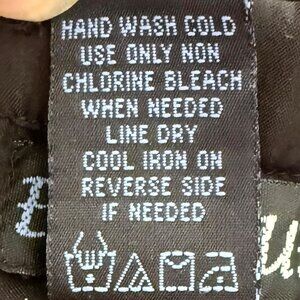 HAND WASH COLD
USE ONLY NON
CHLORINE BLEACH
WHEN NEEDED
LINE DRY
COOL IRON ON
REVERSE SIDE
IF NEEDED